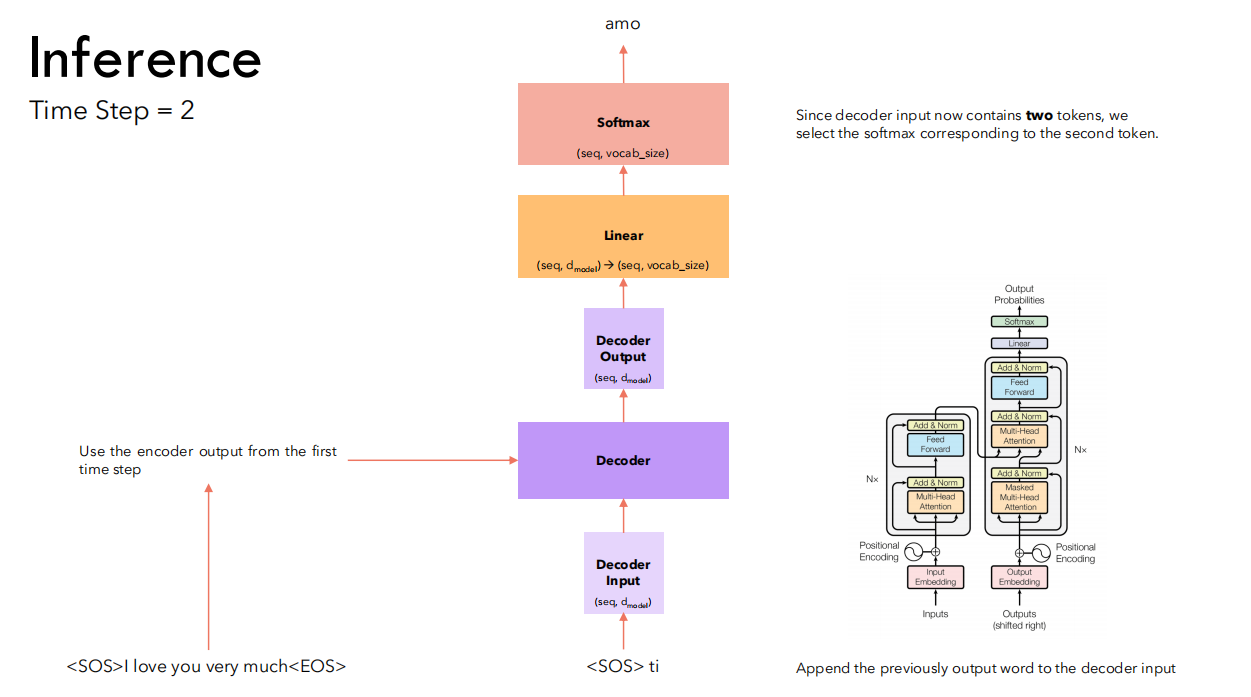 Inference
Time Step = 2
amo
Softmax
(seq, vocab_size)
Since decoder input now contains two tokens, we
select the softmax corresponding to the second token.
Linear
(seq, dmodel) → (seq, vocab_size)
Decoder
Output
(seq, dmodel)
Use the encoder output from the first
time step
Decoder
Decoder
Input
(seq, dmodel)
<SOS>I love you very much<EOS>
<SOS> ti
Output
Probabilities
Softmax
Linear
Add & Norm
Feed
Forward
Add & Norm
Multi-Head
Attention
Add & Norm
Masked
Multi-Head
Attention
Nx
Add & Norm
Feed
Forward
Add & Norm
Multi-Head
Attention
Nx
Positional
Encoding
Positional
Encoding
Input
Embedding
Output
Embedding
Inputs
Outputs
(shifted right)
Append the previously output word to the decoder input